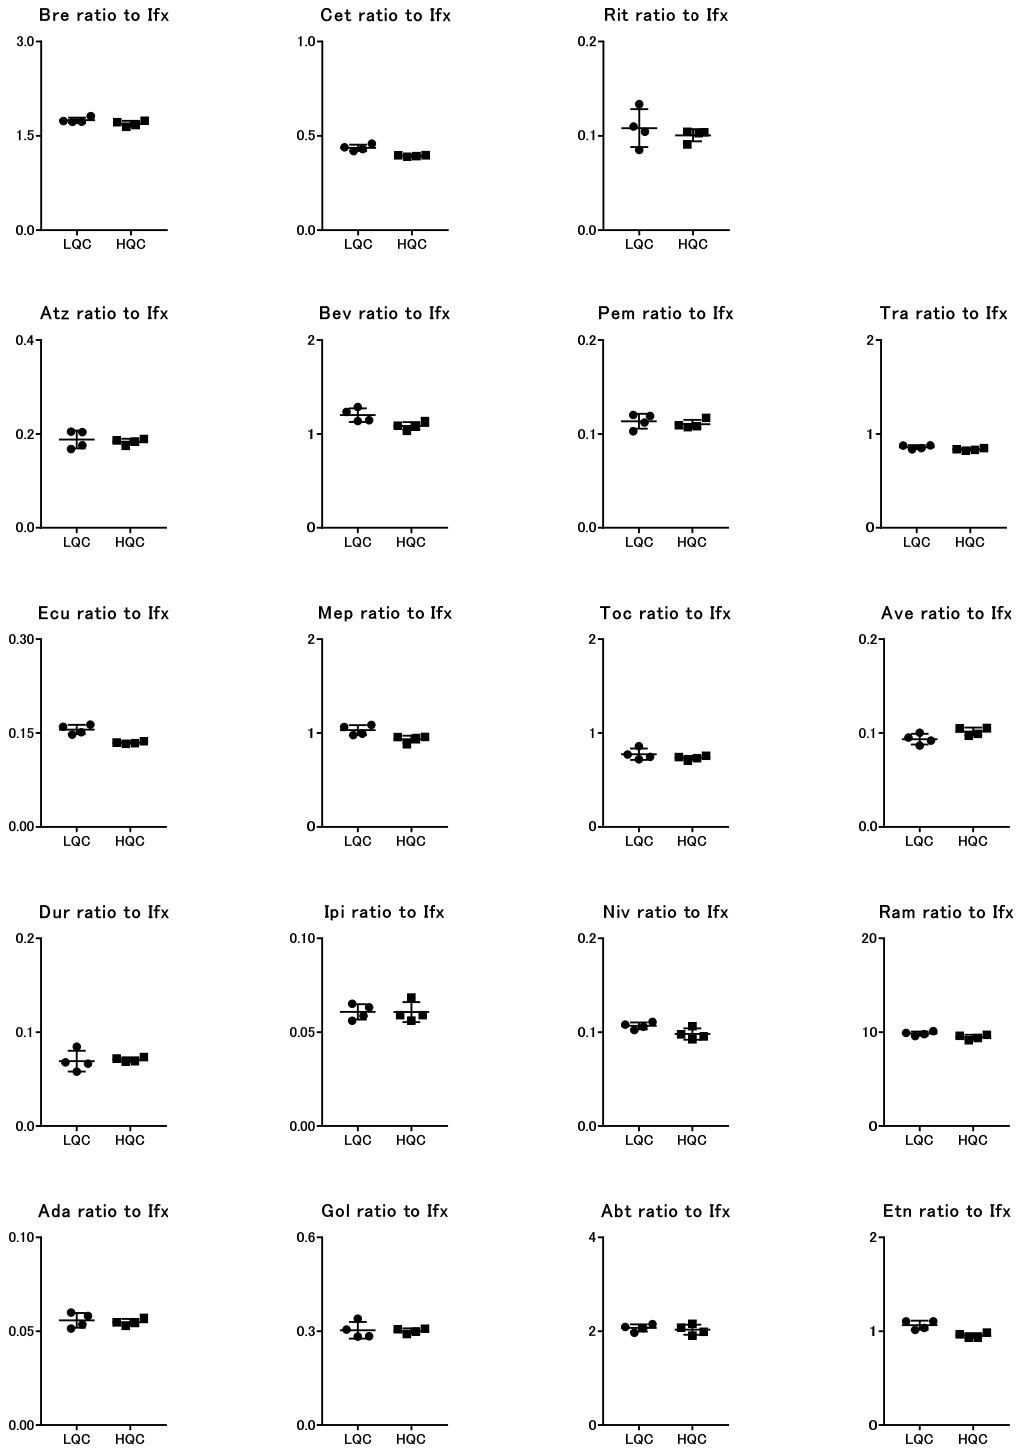 Bre ratio to Ifx
Cet ratio to Ifx
Rit ratio to Ifx
3.0
1.5
0.0
LQC HQC
1.0
0.5
0.0
LQC HQC
0.2
0.1
0.0
LQC HQC
Atz ratio to Ifx
Bev ratio to Ifx
Pem ratio to Ifx
Tra ratio to Ifx
0.4
0.2
0.0
LQC HQC
2
1
0
LQC HQC
0.2
0.1
0.0
LQC HQC
2
1
0
LQC HQC
Ecu ratio to Ifx
Mep ratio to Ifx
Toc ratio to Ifx
Ave ratio to Ifx
0.30
0.15
0.00
LQC HQC
2
1
0
LQC HQC
2
1
0
LQC HQC
0.2
0.1
0.0
LQC HQC
Dur ratio to Ifx
Ipi ratio to Ifx
Niv ratio to Ifx
Ram ratio to Ifx
0.2
0.1
0.0
LQC HQC
0.10
0.05
0.00
LQC HQC
0.2
0.1
0.0
LQC HQC
20
10
0
LQC HQC
Ada ratio to Ifx
Gol ratio to Ifx
Abt ratio to Ifx
Etn ratio to Ifx
0.10
0.05
0.00
LQC HQC
0.6
0.3
0.0
LQC HQC
4
2
0
LQC HQC
2
1
0
LQC HQC